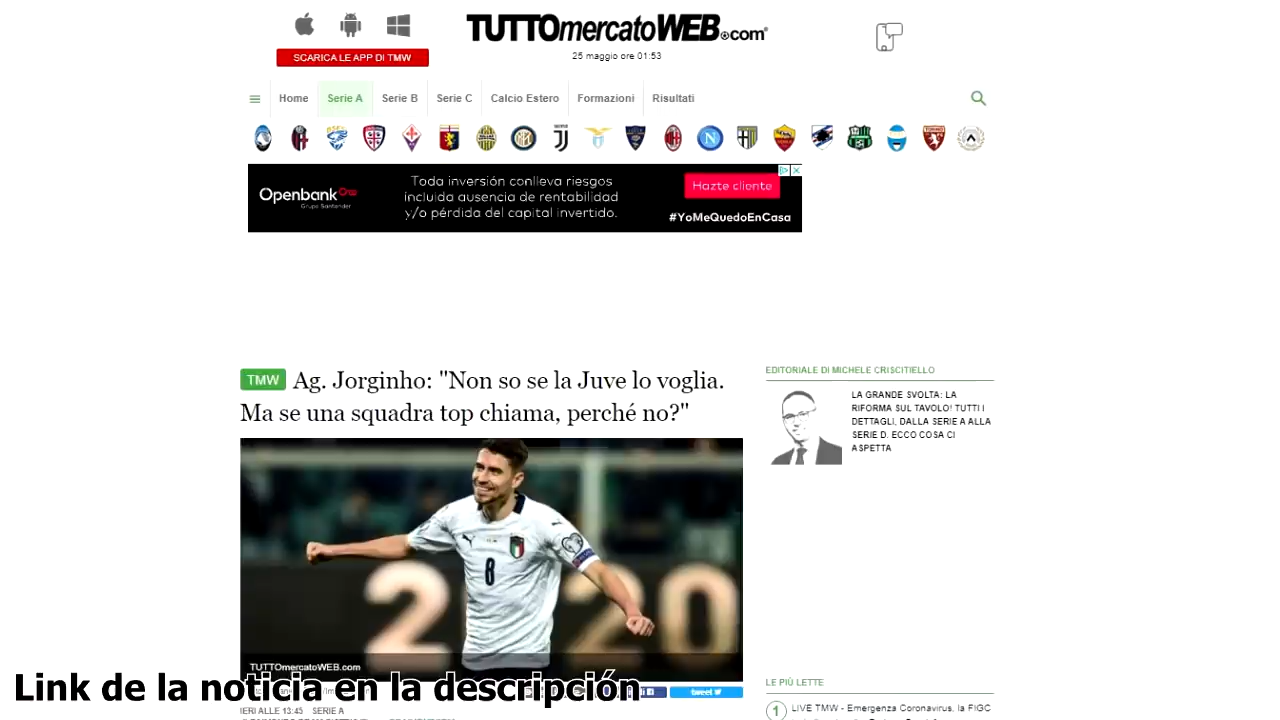 TUTTOmercatoWEB.com®
SCARICA LE APP DI TMW
25 maggio ore 01:53
Home Serie A Serie B Serie C Calcio Estero Formazioni Risultati
Openbank
Grupo Santander
Toda inversión conlleva riesgos
incluida ausencia de rentabilidad
y/o pérdida del capital invertido.
Hazte cliente
#YoMeQuedoEnCasa
TMW Ag. Jorginho: "Non so se la Juve lo voglia.
Ma se una squadra top chiama, perché no?"
EDITORIALE DI MICHELE CRISCITIELLO
LA GRANDE SVOLTA: LA
RIFORMA SUL TAVOLO! TUTTI I
DETTAGLI, DALLA SERIE A ALLA
SERIE D. ECCO COSA CI
ASPETTA
8
2 20
TUTTOmercatoWEB.com
Link de la noticia en la descripción
tweet
IERI ALLE 13:45 SERIE A
LE PIÙ LETTE
1 LIVE TMW - Emergenza Coronavirus, la FIGC